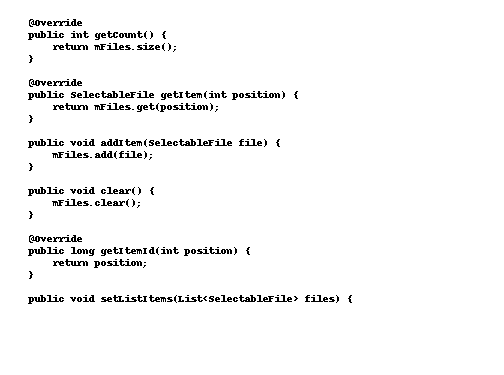 @Override
public int getCount() {
    return mFiles.size();
}

@Override
public SelectableFile getItem(int position) {
    return mFiles.get(position);
}

public void addItem(SelectableFile file) {
    mFiles.add(file);
}

public void clear() {
    mFiles.clear();
}

@Override
public long getItemId(int position) {
    return position;
}

public void setListItems(List<SelectableFile> files) {